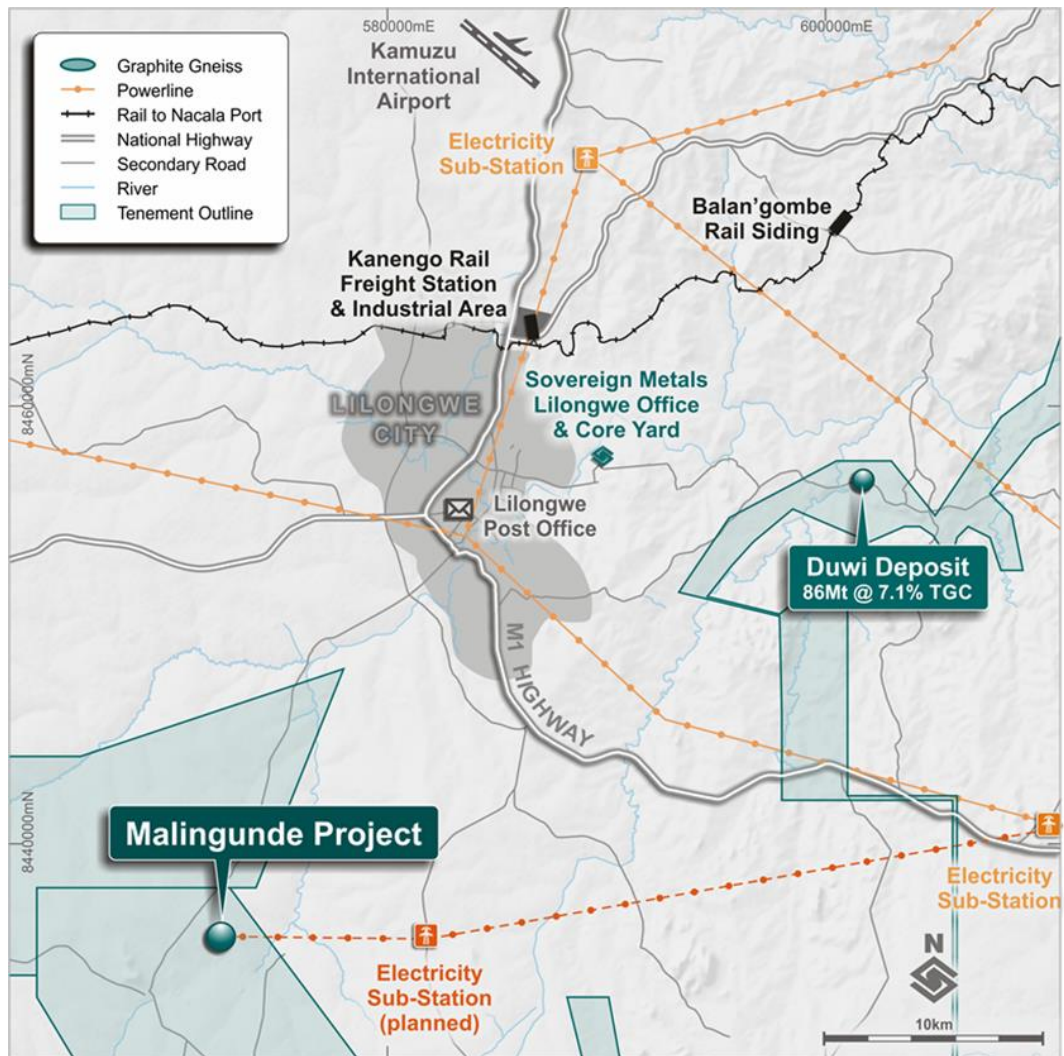 580000mE
600000mE
Kamuzu
International
Airport
Graphite Gneiss
Powerline
Rail to Nacala Port
National Highway
Secondary Road
River
Tenement Outline
Electricity
Sub-Station
Balan'gombe
Rail Siding
Kanengo Rail
Freight Station
& Industrial Area
8460000mN
LILONGWE
CITY
Sovereign Metals
Lilongwe Office
& Core Yard
Lilongwe
Post Office
Duwi Deposit
86Mt @ 7.1% TGC
M1 HIGHWAY
8440000mN
Malingunde Project
Electricity
Sub-Station
Electricity
Sub-Station
(planned)
N
10km